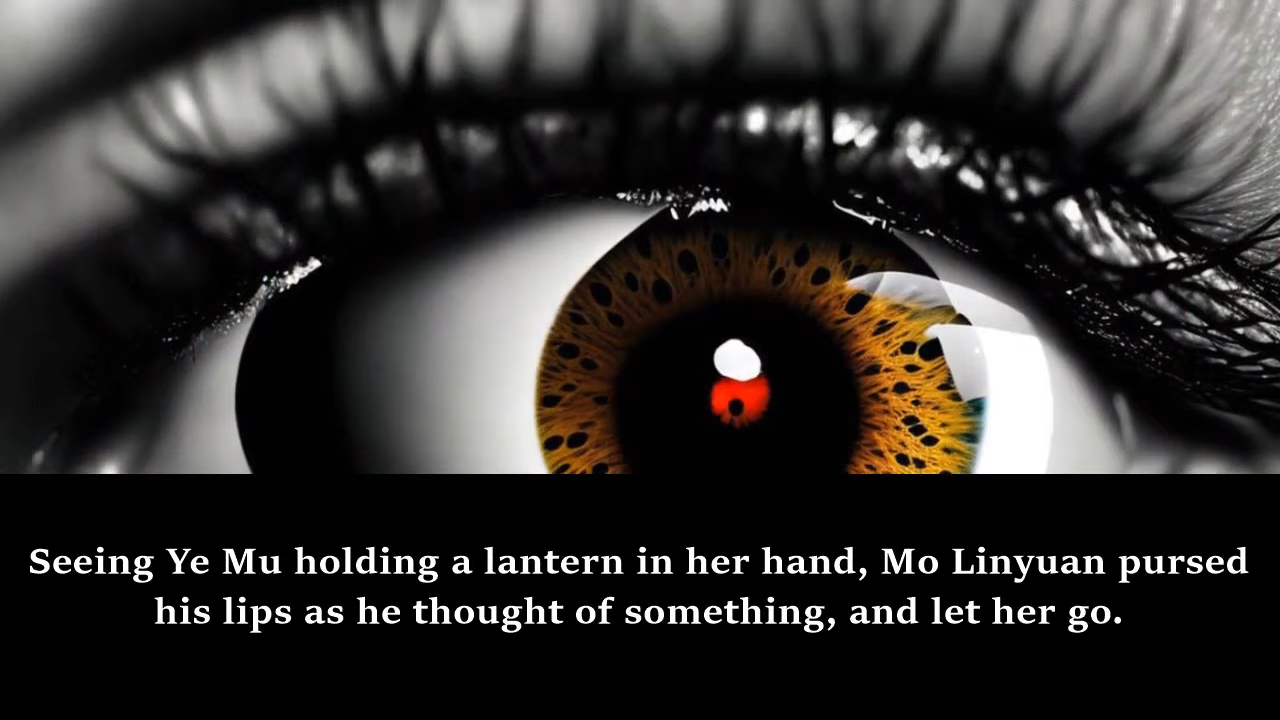 Seeing Ye Mu holding a lantern in her hand, Mo Linyuan pursed
his lips as he thought of something, and let her go.